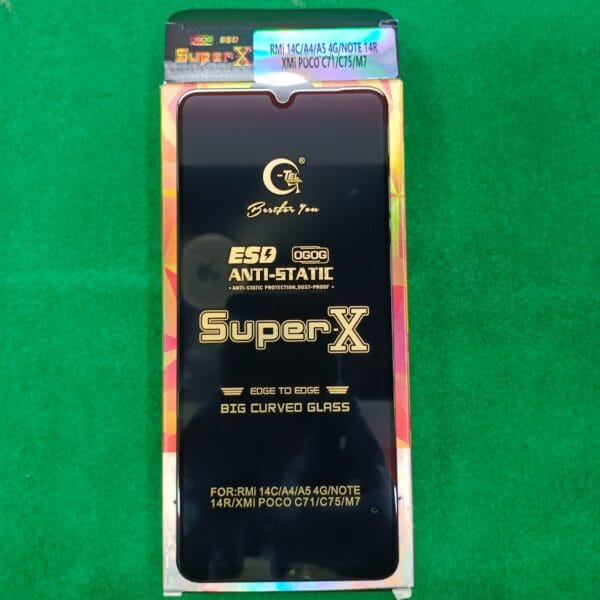 OGOG ESD
Super-X
RMi 14C/A4/A5 4G/NOTE 14R
XMi POCO C71/C75/M7
C-TEL®
Best for You
ESD OGOG
ANTI-STATIC
• ANTI-STATIC PROTECTION,DUST-PROOF •
Super-X
EDGE TO EDGE
BIG CURVED GLASS
FOR:RMi 14C/A4/A5 4G/NOTE
14R/XMi POCO C71/C75/M7